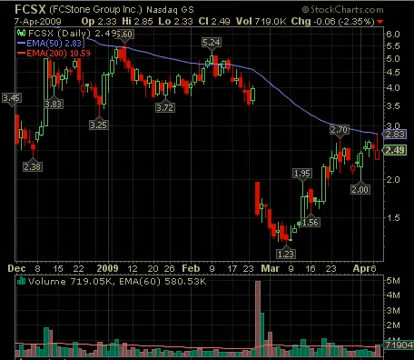 FCSX (FCStone Group Inc.) Nasdaq GS
© StockCharts.com
7-Apr-2009 Op 2.33 Hi 2.85 Lo 2.33 Cl 2.49 Vol 719.0K Chg -0.06 (-2.35%)
FCSX (Daily) 2.49
EMA(50) 2.83
EMA(200) 10.59
5.60
5.24
3.45
3.83
3.25
3.72
2.38
2.70
1.95
1.56
2.00
1.23
6.0
5.5
5.0
4.5
4.0
3.5
3.0
2.83
2.49
2.0
1.5
Dec 8 15 22 2009 12 20 26 Feb 9 17 23 Mar 9 16 23 Apr 6
Volume 719.05K, EMA(60) 580.53K
5M
4M
3M
2M
1M
719047